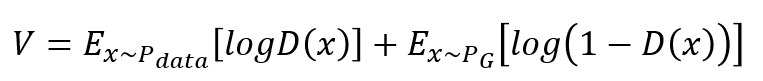 V = E_{x∼P_{data}}[logD(x)] + E_{x∼P_G}[log(1 − D(x))]